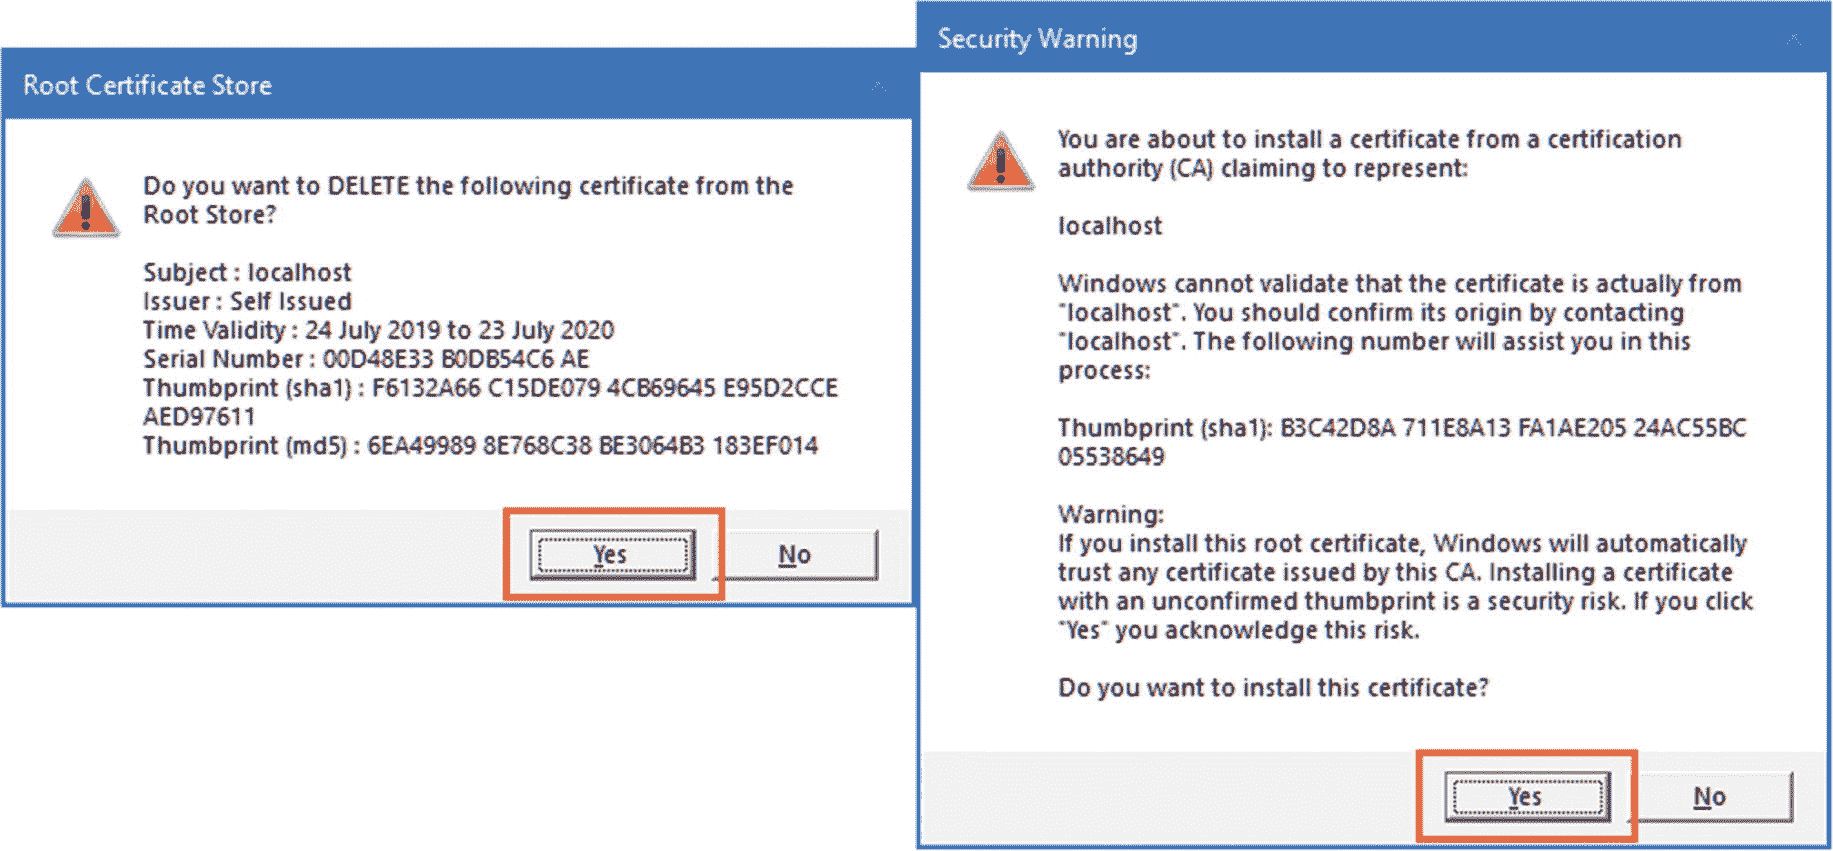 Root Certificate Store
Do you want to DELETE the following certificate from the
Root Store?
Subject : localhost
Issuer : Self Issued
Time Validity : 24 July 2019 to 23 July 2020
Serial Number : 00D48E33 B0DB54C6 AE
Thumbprint (sha1) : F6132A66 C15DE079 4CB69645 E95D2CCE
AED97611
Thumbprint (md5) : 6EA49989 8E768C38 BE3064B3 183EF014
Yes
No
Security Warning
You are about to install a certificate from a certification
authority (CA) claiming to represent:
localhost
Windows cannot validate that the certificate is actually from
"localhost". You should confirm its origin by contacting
"localhost". The following number will assist you in this
process:
Thumbprint (sha1): B3C42D8A 711E8A13 FA1AE205 24AC55BC
05538649
Warning:
If you install this root certificate, Windows will automatically
trust any certificate issued by this CA. Installing a certificate
with an unconfirmed thumbprint is a security risk. If you click
"Yes" you acknowledge this risk.
Do you want to install this certificate?
Yes
No